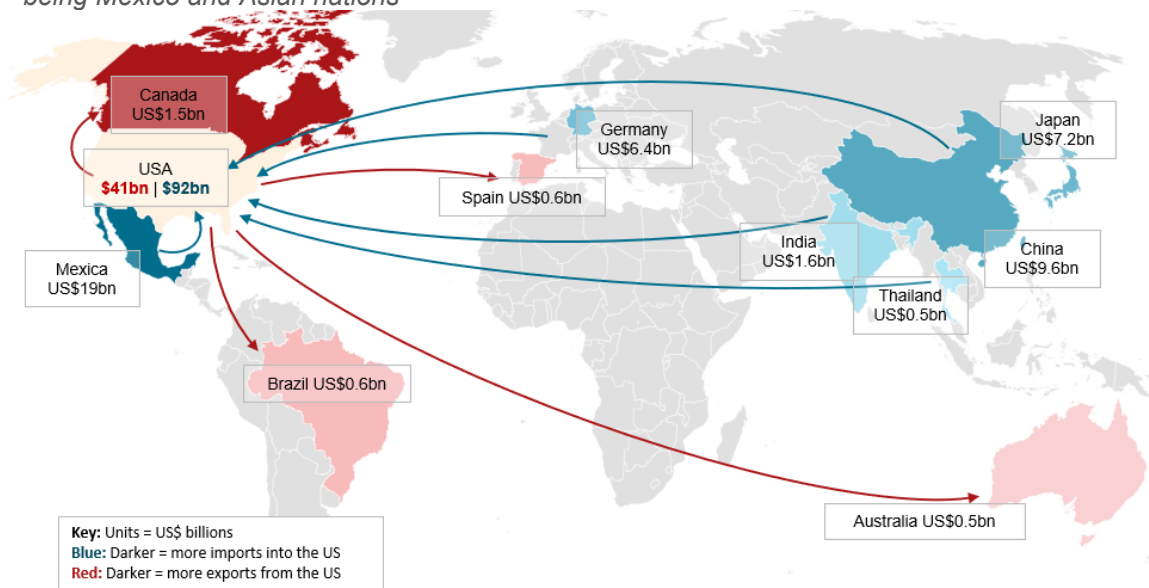 being Mexico and Asian nations
Canada
US$1.5bn
USA
$41bn | $92bn
Mexica
US$19bn
Germany
US$6.4bn
Spain US$0.6bn
Japan
US$7.2bn
India
US$1.6bn
China
US$9.6bn
Thailand
US$0.5bn
Brazil US$0.6bn
Australia US$0.5bn
Key: Units = US$ billions
Blue: Darker = more imports into the US
Red: Darker = more exports from the US